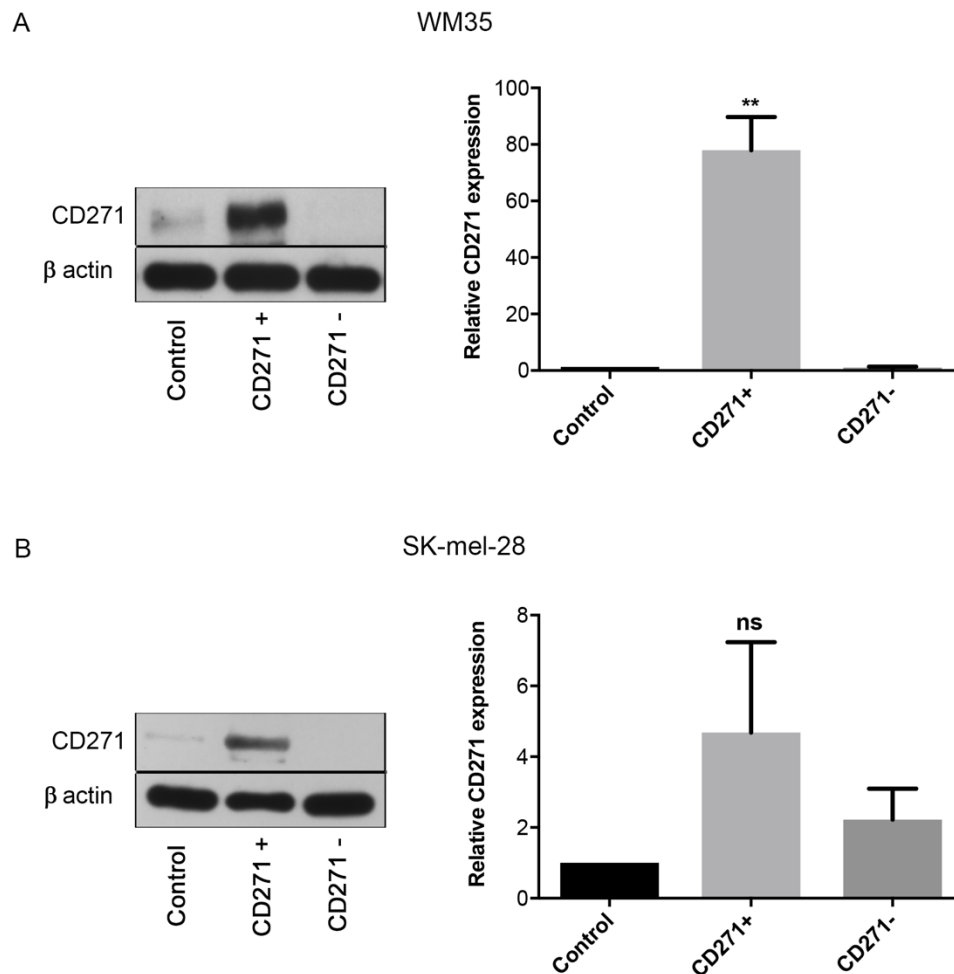 A
WM35
CD271
β actin
Control
CD271 +
CD271 -
Relative CD271 expression
100
80
60
40
20
0
**
Control
CD271+
CD271-
B
SK-mel-28
CD271
β actin
Control
CD271 +
CD271 -
Relative CD271 expression
8
6
4
2
0
ns
Control
CD271+
CD271-